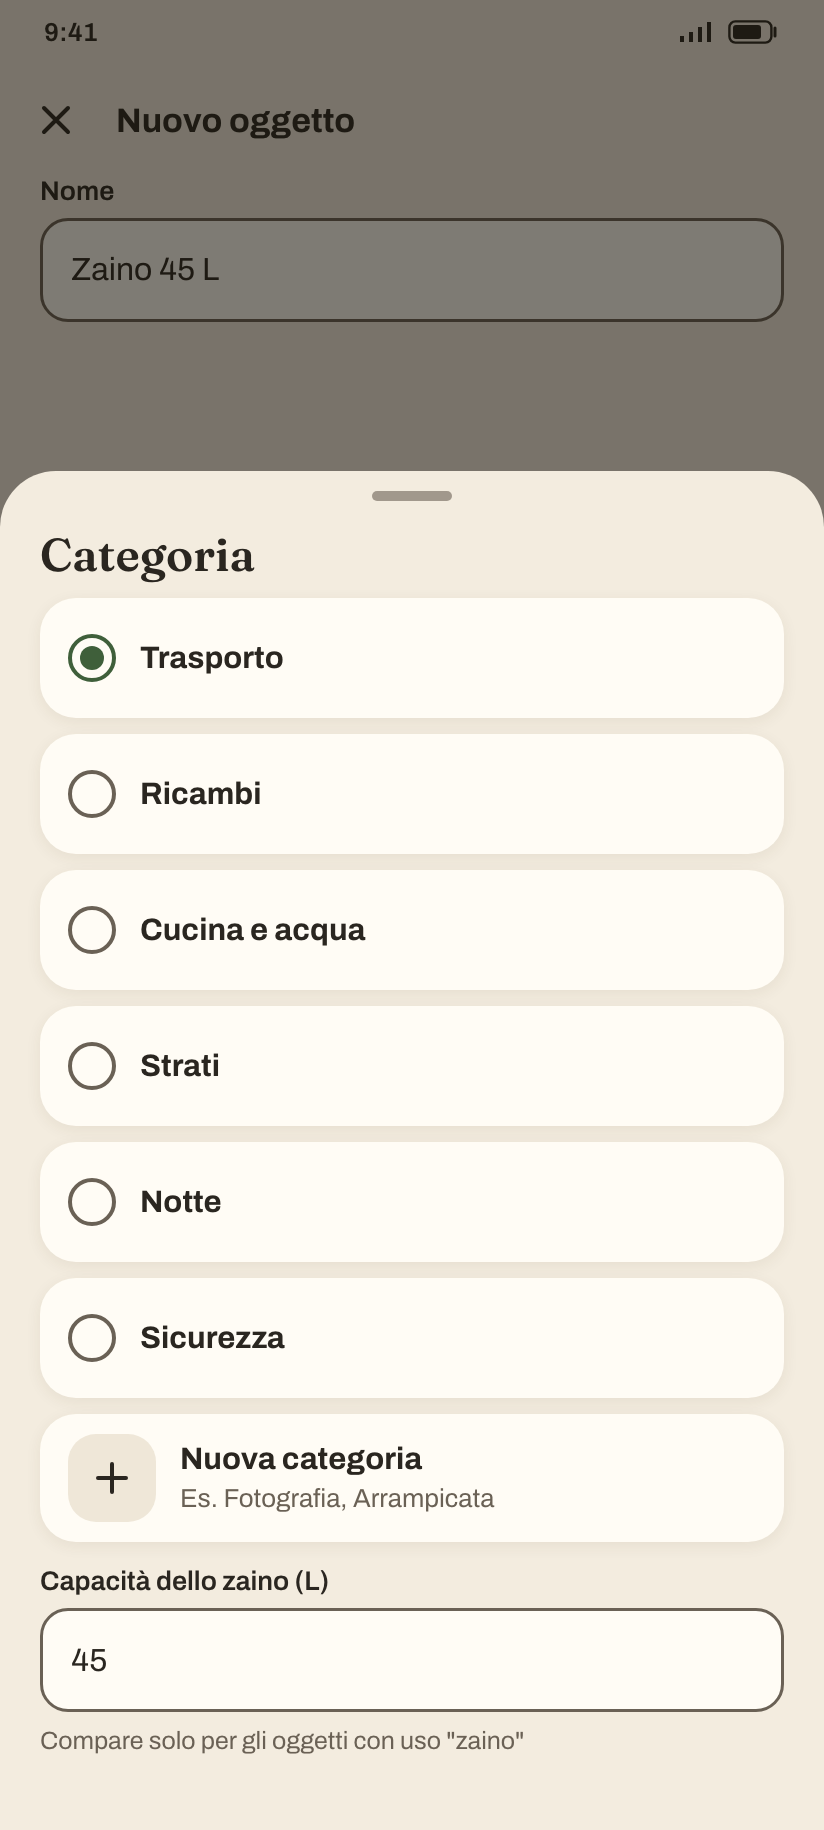 9:41
Nuovo oggetto
Nome
Zaino 45 L
Categoria
Trasporto
Ricambi
Cucina e acqua
Strati
Notte
Sicurezza
Nuova categoria
Es. Fotografia, Arrampicata
Capacità dello zaino (L)
45
Compare solo per gli oggetti con uso "zaino"